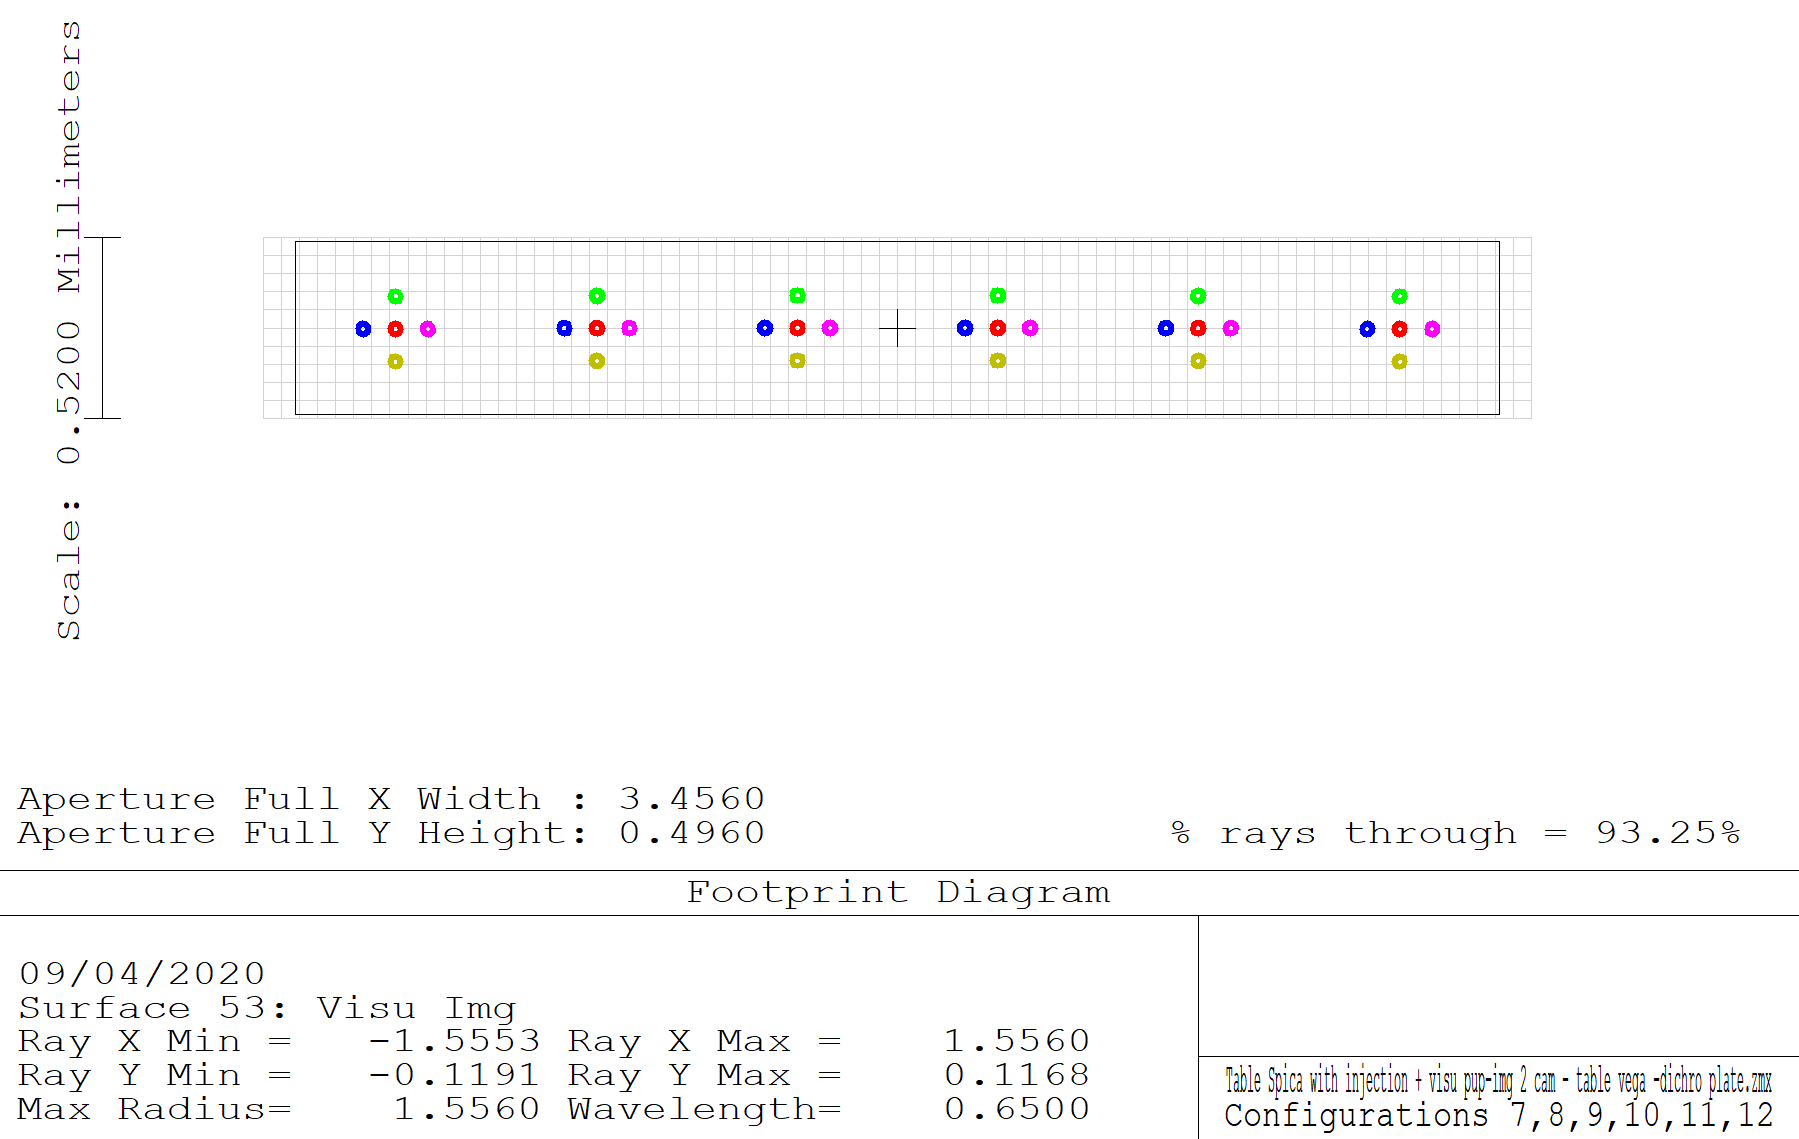 Scale: 0.5200 Millimeters
Aperture Full X Width : 3.4560
Aperture Full Y Height: 0.4960
% rays through = 93.25%
Footprint Diagram
09/04/2020
Surface 53: Visu Img
Ray X Min = -1.5553 Ray X Max = 1.5560
Ray Y Min = -0.1191 Ray Y Max = 0.1168
Max Radius= 1.5560 Wavelength= 0.6500
Table Spica with injection + visu pup-img 2 cam - table vega -dichro plate.zmx
Configurations 7,8,9,10,11,12